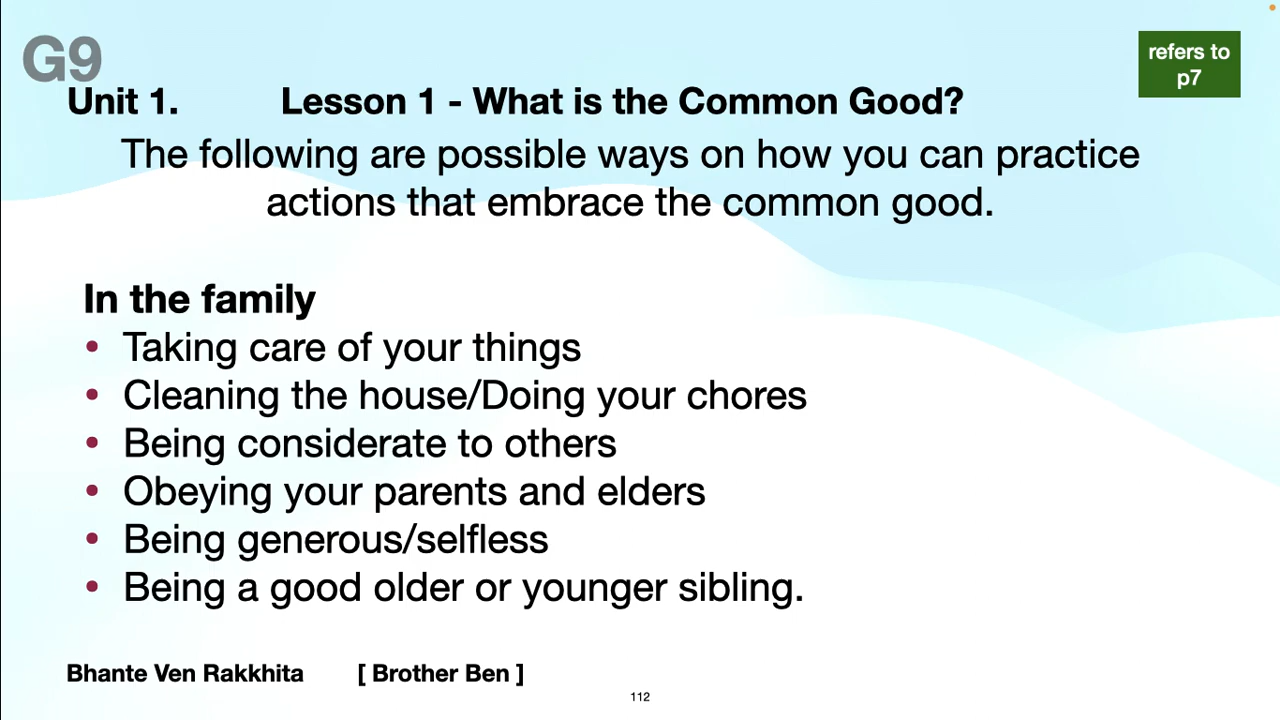 G9
refers to
p7
Unit 1. Lesson 1 - What is the Common Good?
The following are possible ways on how you can practice
actions that embrace the common good.
In the family
• Taking care of your things
• Cleaning the house/Doing your chores
• Being considerate to others
• Obeying your parents and elders
• Being generous/selfless
• Being a good older or younger sibling.
Bhante Ven Rakkhita [ Brother Ben ]
112